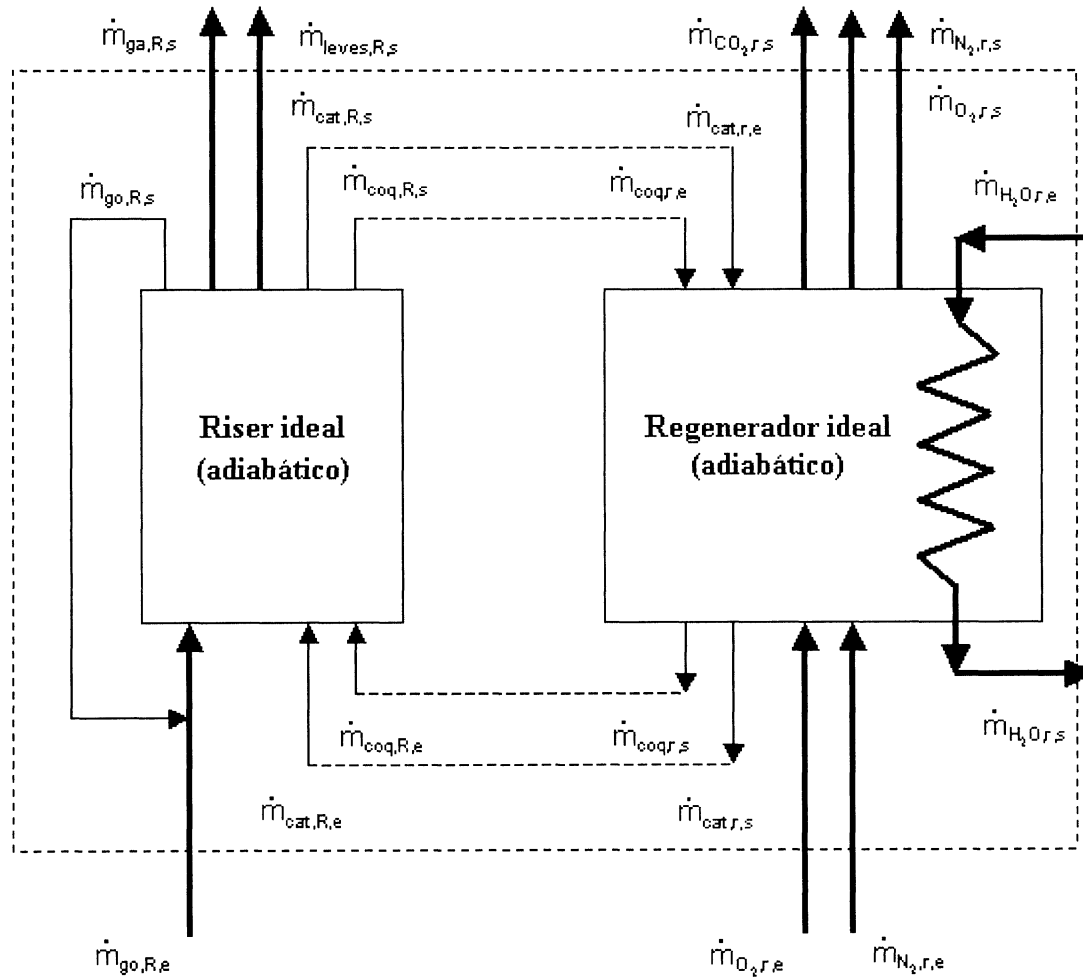 ṁga,R,s
ṁleves,R,s
ṁCO₂,r,s
ṁN₂,r,s
ṁcat,R,s
ṁO₂,r,s
ṁcat,r,e
ṁgo,R,s
ṁcoq,R,s
ṁcoq,r,e
ṁH₂O,r,e
Riser ideal
(adiabático)
Regenerador ideal
(adiabático)
ṁcoq,R,e
ṁcoq,r,s
ṁH₂O,r,s
ṁcat,R,e
ṁcat,r,s
ṁgo,R,e
ṁO₂,r,e
ṁN₂,r,e